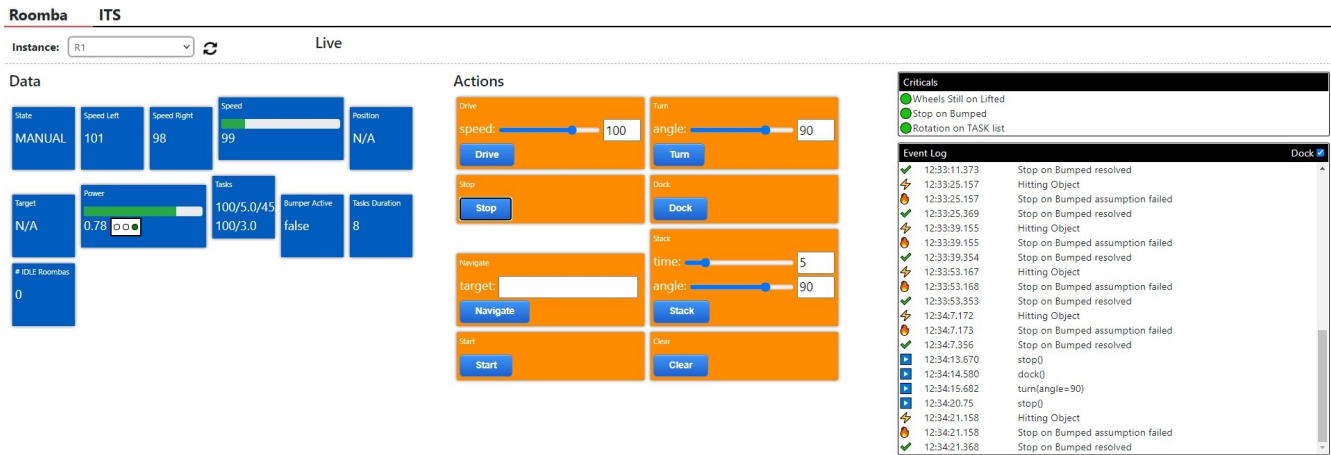 Roomba ITS
Instance: R1 Live
Data
State
MANUAL
Speed Left
101
Speed Right
98
Speed
99
Position
N/A
Target
N/A
Power
0.78
Tasks
100/5.0/45
100/3.0
Bumper Active
false
Tasks Duration
8
# IDLE Roombas
0
Actions
Drive
speed: 100
Drive
Turn
angle: 90
Turn
Stop
Stop
Dock
Dock
Navigate
target:
Navigate
Stack
time: 5
angle: 90
Stack
Start
Start
Clear
Clear
Criticals
Wheels Still on Lifted
Stop on Bumped
Rotation on TASK list
Event Log Dock
12:33:11.373 Stop on Bumped resolved
12:33:25.157 Hitting Object
12:33:25.157 Stop on Bumped assumption failed
12:33:25.369 Stop on Bumped resolved
12:33:39.155 Hitting Object
12:33:39.155 Stop on Bumped assumption failed
12:33:39.354 Stop on Bumped resolved
12:33:53.167 Hitting Object
12:33:53.168 Stop on Bumped assumption failed
12:33:53.353 Stop on Bumped resolved
12:34:7.172 Hitting Object
12:34:7.173 Stop on Bumped assumption failed
12:34:7.356 Stop on Bumped resolved
12:34:13.670 stop()
12:34:14.580 dock()
12:34:15.682 turn(angle=90)
12:34:20.75 stop()
12:34:21.158 Hitting Object
12:34:21.158 Stop on Bumped assumption failed
12:34:21.368 Stop on Bumped resolved